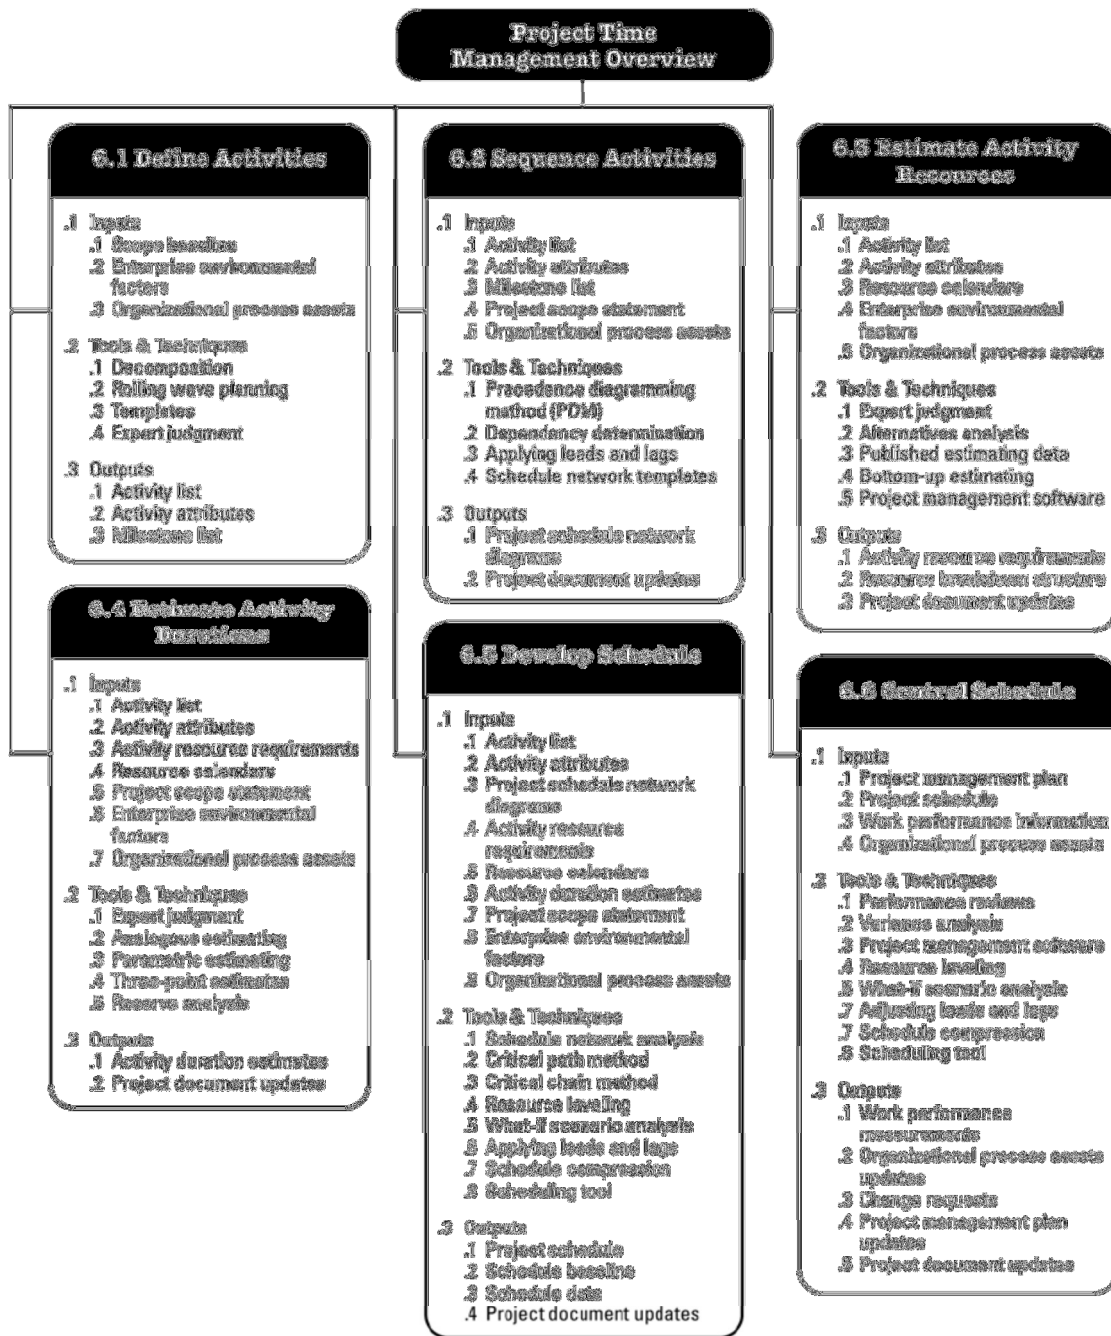 Project Time
Management Overview
6.1 Define Activities
.1 Inputs
.1 Scope baseline
.2 Enterprise environmental
factors
.3 Organizational process assets
.2 Tools & Techniques
.1 Decomposition
.2 Rolling wave planning
.3 Templates
.4 Expert judgment
.3 Outputs
.1 Activity list
.2 Activity attributes
.3 Milestone list
6.2 Sequence Activities
.1 Inputs
.1 Activity list
.2 Activity attributes
.3 Milestone list
.4 Project scope statement
.5 Organizational process assets
.2 Tools & Techniques
.1 Precedence diagramming
method (PDM)
.2 Dependency determination
.3 Applying leads and lags
.4 Schedule network templates
.3 Outputs
.1 Project schedule network
diagrams
.2 Project document updates
6.3 Estimate Activity
Resources
.1 Inputs
.1 Activity list
.2 Activity attributes
.3 Resource calendars
.4 Enterprise environmental
factors
.5 Organizational process assets
.2 Tools & Techniques
.1 Expert judgment
.2 Alternatives analysis
.3 Published estimating data
.4 Bottom-up estimating
.5 Project management software
.3 Outputs
.1 Activity resource requirements
.2 Resource breakdown structure
.3 Project document updates
6.4 Estimate Activity
Durations
.1 Inputs
.1 Activity list
.2 Activity attributes
.3 Activity resource requirements
.4 Resource calendars
.5 Project scope statement
.6 Enterprise environmental
factors
.7 Organizational process assets
.2 Tools & Techniques
.1 Expert judgment
.2 Analogous estimating
.3 Parametric estimating
.4 Three-point estimates
.5 Reserve analysis
.3 Outputs
.1 Activity duration estimates
.2 Project document updates
6.5 Develop Schedule
.1 Inputs
.1 Activity list
.2 Activity attributes
.3 Project schedule network
diagrams
.4 Activity resource
requirements
.5 Resource calendars
.6 Activity duration estimates
.7 Project scope statement
.8 Enterprise environmental
factors
.9 Organizational process assets
.2 Tools & Techniques
.1 Schedule network analysis
.2 Critical path method
.3 Critical chain method
.4 Resource leveling
.5 What-if scenario analysis
.6 Applying leads and lags
.7 Schedule compression
.8 Scheduling tool
.3 Outputs
.1 Project schedule
.2 Schedule baseline
.3 Schedule data
.4 Project document updates
6.6 Control Schedule
.1 Inputs
.1 Project management plan
.2 Project schedule
.3 Work performance information
.4 Organizational process assets
.2 Tools & Techniques
.1 Performance reviews
.2 Variance analysis
.3 Project management software
.4 Resource leveling
.5 What-if scenario analysis
.7 Adjusting leads and lags
.7 Schedule compression
.8 Scheduling tool
.3 Outputs
.1 Work performance
measurements
.2 Organizational process assets
updates
.3 Change requests
.4 Project management plan
updates
.5 Project document updates